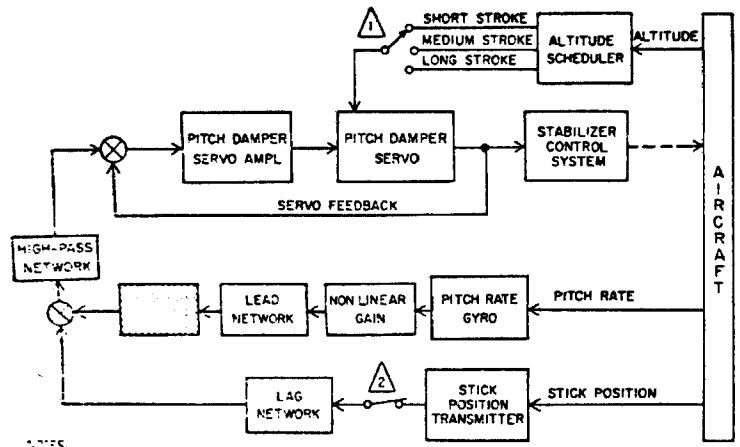 1
SHORT STROKE
MEDIUM STROKE
LONG STROKE
ALTITUDE
SCHEDULER
ALTITUDE
PITCH DAMPER
SERVO AMPL
PITCH DAMPER
SERVO
STABILIZER
CONTROL
SYSTEM
SERVO FEEDBACK
AIRCRAFT
HIGH-PASS
NETWORK
LEAD
NETWORK
NON LINEAR
GAIN
PITCH RATE
GYRO
PITCH RATE
2
LAG
NETWORK
STICK
POSITION
TRANSMITTER
STICK POSITION